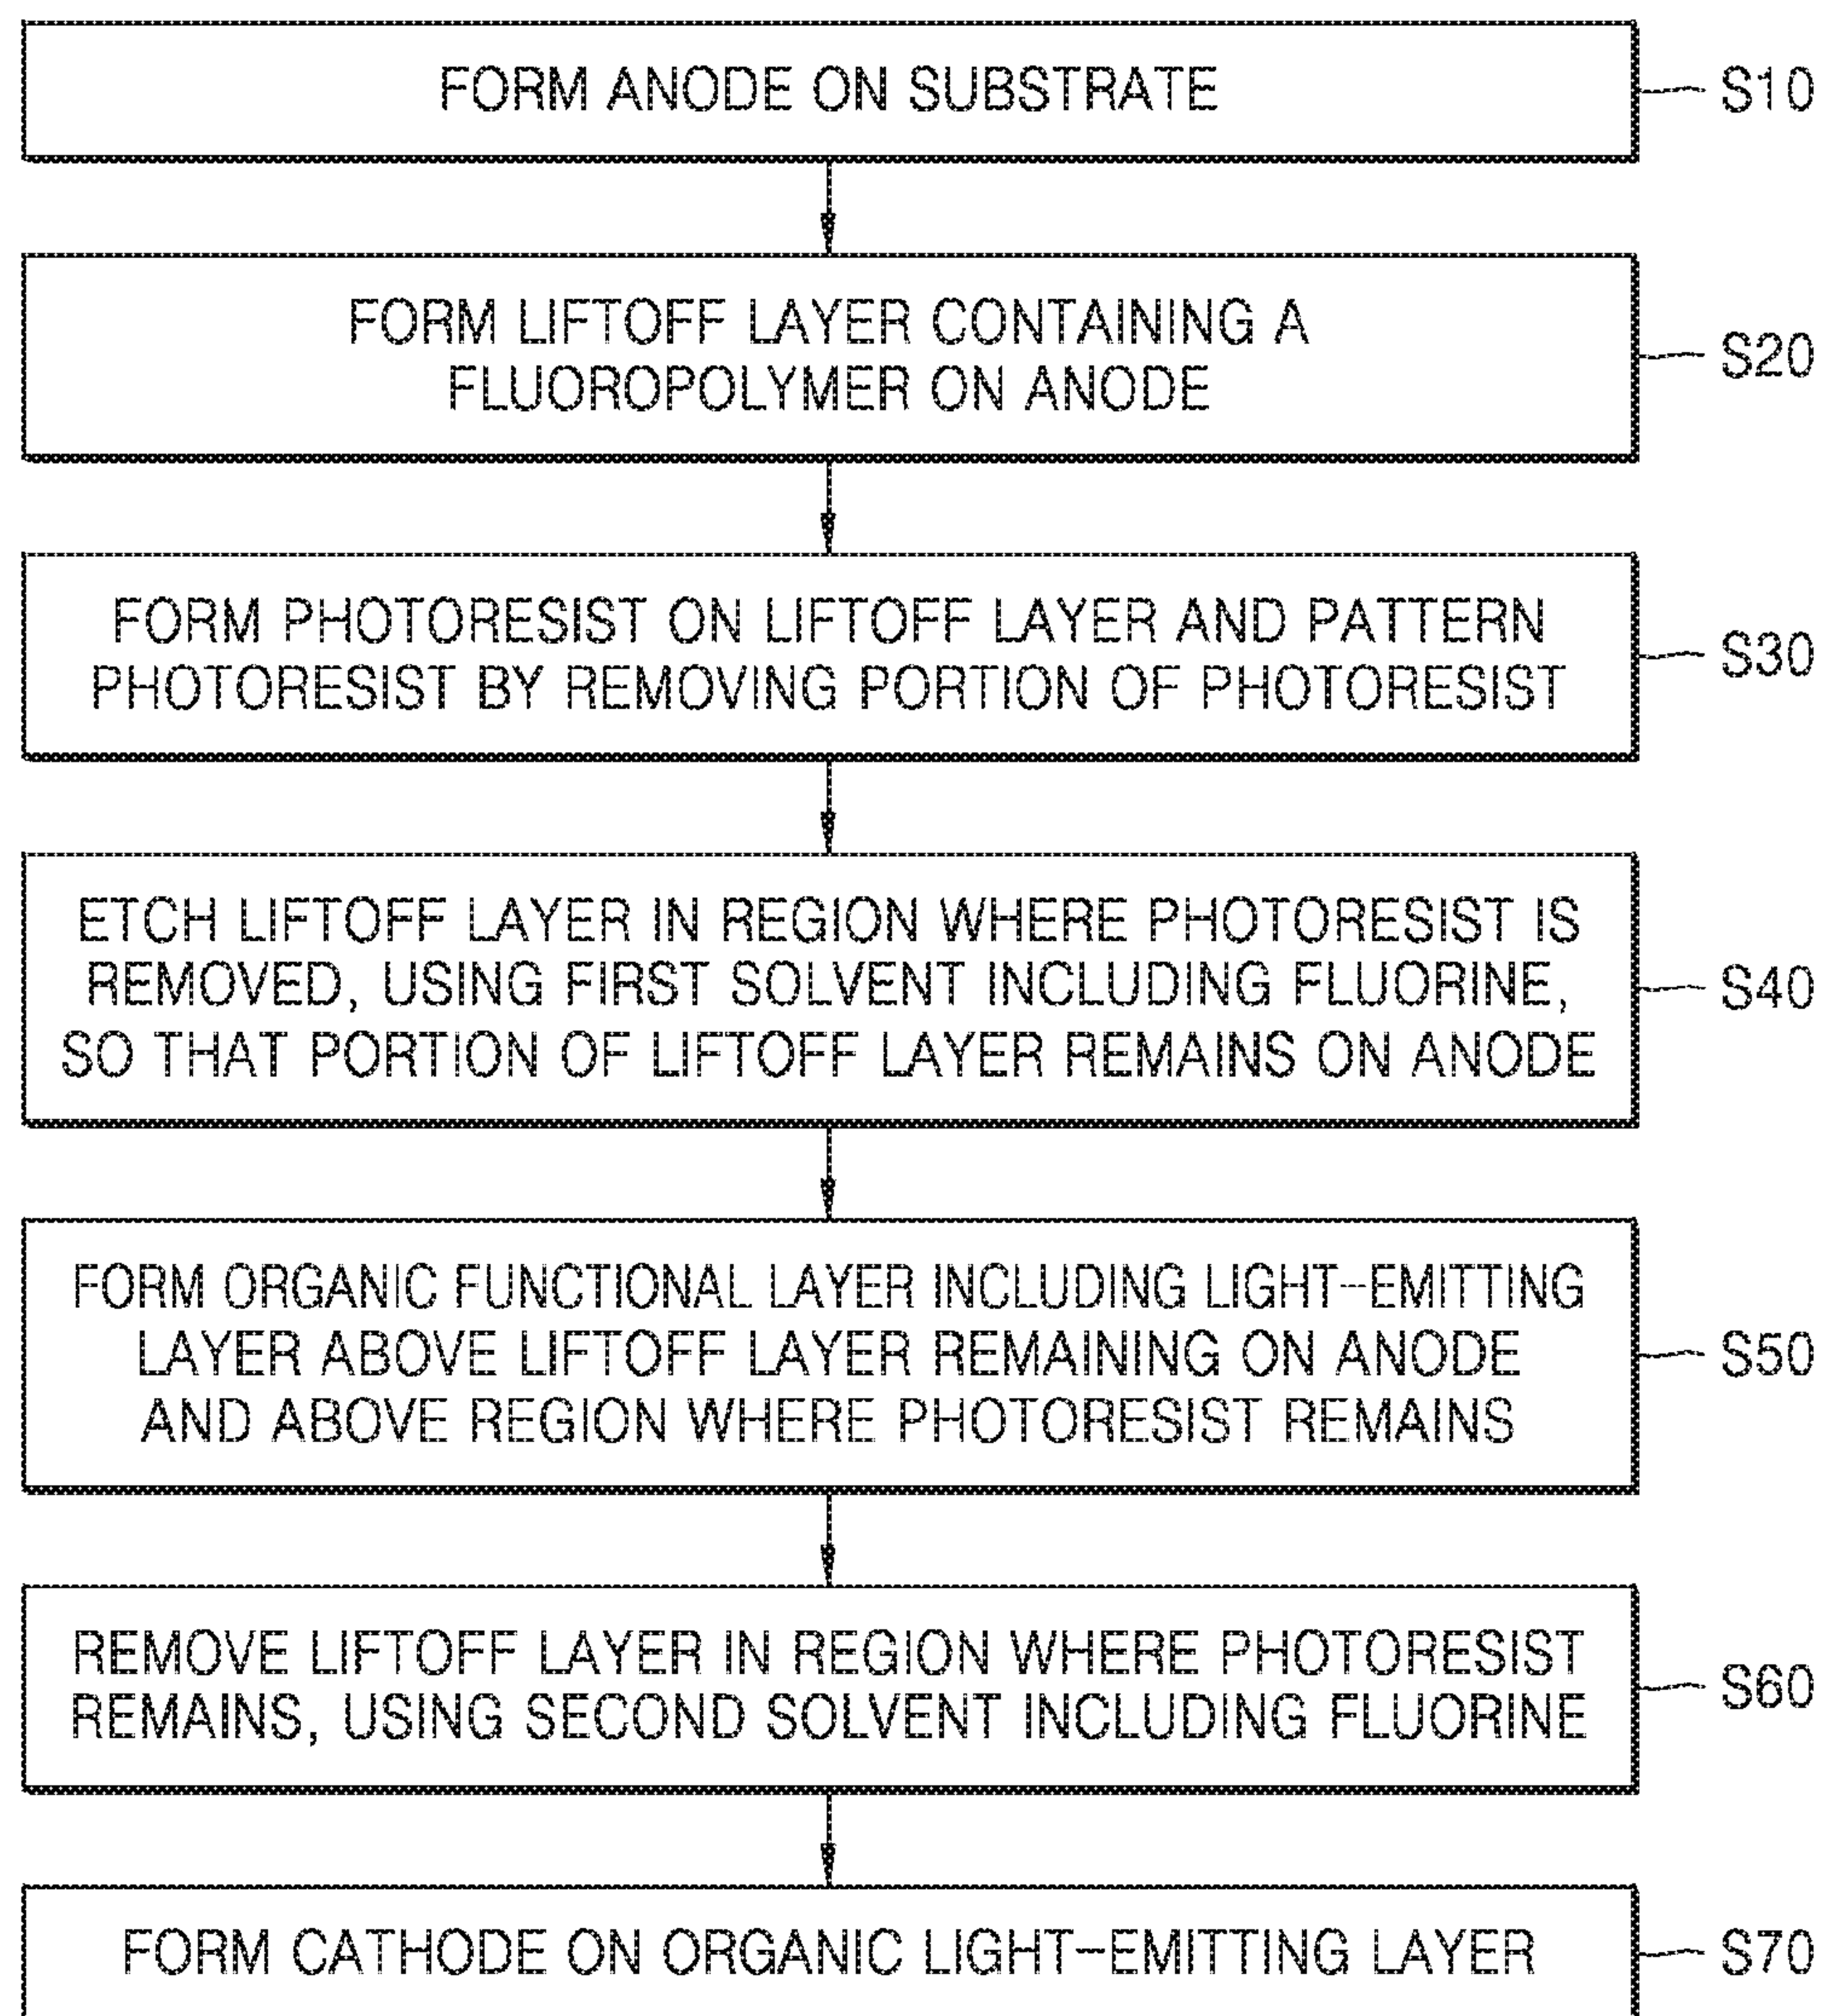 FORM ANODE ON SUBSTRATE
S10
FORM LIFTOFF LAYER CONTAINING A
FLUOROPOLYMER ON ANODE
S20
FORM PHOTORESIST ON LIFTOFF LAYER AND PATTERN
PHOTORESIST BY REMOVING PORTION OF PHOTORESIST
S30
ETCH LIFTOFF LAYER IN REGION WHERE PHOTORESIST IS
REMOVED, USING FIRST SOLVENT INCLUDING FLUORINE,
SO THAT PORTION OF LIFTOFF LAYER REMAINS ON ANODE
S40
FORM ORGANIC FUNCTIONAL LAYER INCLUDING LIGHT-EMITTING
LAYER ABOVE LIFTOFF LAYER REMAINING ON ANODE
AND ABOVE REGION WHERE PHOTORESIST REMAINS
S50
REMOVE LIFTOFF LAYER IN REGION WHERE PHOTORESIST
REMAINS, USING SECOND SOLVENT INCLUDING FLUORINE
S60
FORM CATHODE ON ORGANIC LIGHT-EMITTING LAYER
S70